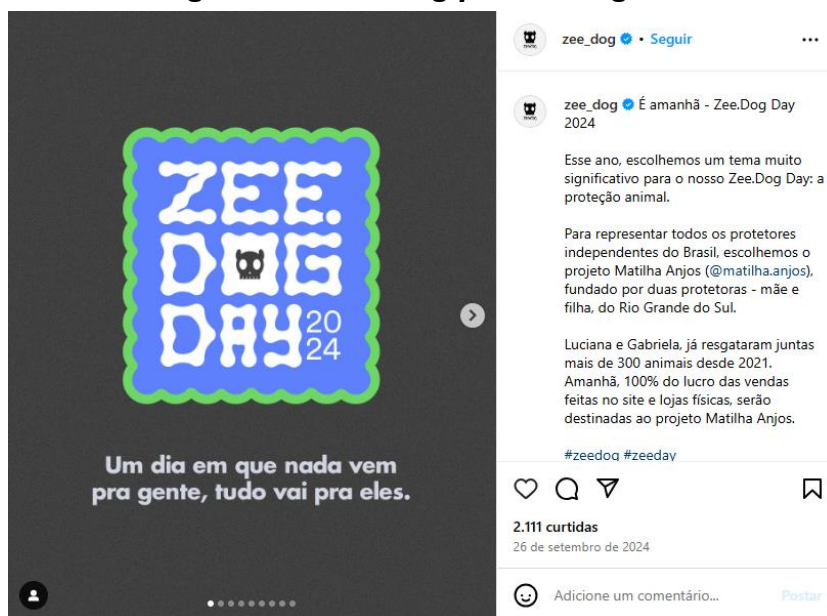 ZEE.
DOG
DAY 20
24
Um dia em que nada vem
pra gente, tudo vai pra eles.
zee_dog • Seguir
zee_dog É amanhã - Zee.Dog Day
2024
Esse ano, escolhemos um tema muito
significativo para o nosso Zee.Dog Day: a
proteção animal.
Para representar todos os protetores
independentes do Brasil, escolhemos o
projeto Matilha Anjos (@matilha.anjos),
fundado por duas protetoras - mãe e
filha, do Rio Grande do Sul.
Luciana e Gabriela, já resgataram juntas
mais de 300 animais desde 2021.
Amanhã, 100% do lucro das vendas
feitas no site e lojas físicas, serão
destinadas ao projeto Matilha Anjos.
#zeedog #zeeday
2.111 curtidas
26 de setembro de 2024
Adicione um comentário... Postar